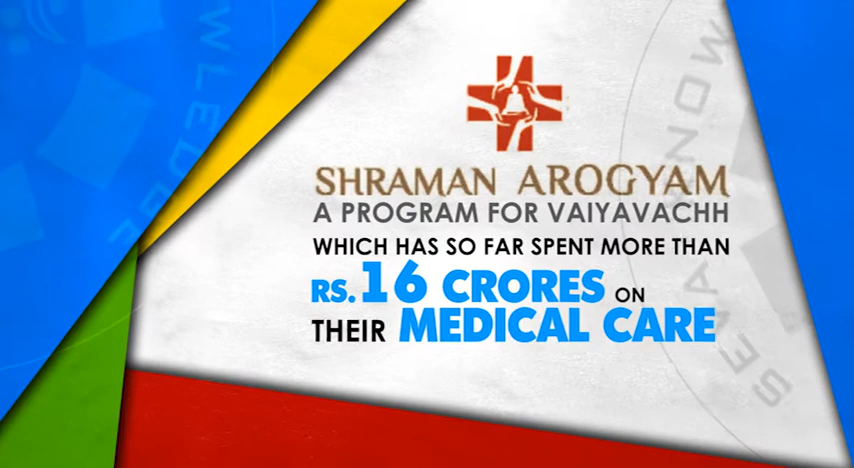 SHRAMAN AROGYAM
A PROGRAM FOR VAIYAVACHH
WHICH HAS SO FAR SPENT MORE THAN
RS. 16 CRORES ON
THEIR MEDICAL CARE
SEVA